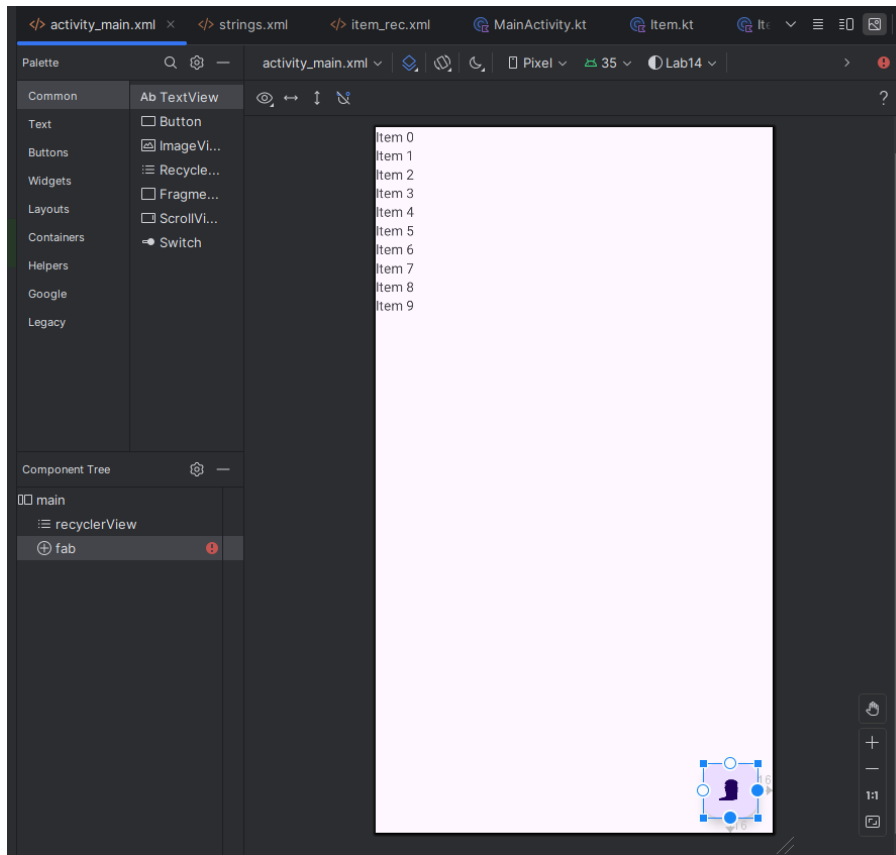 </> activity_main.xml × </> strings.xml </> item_rec.xml MainActivity.kt Item.kt Ite
Palette activity_main.xml Pixel 35 Lab14
Common
Text
Buttons
Widgets
Layouts
Containers
Helpers
Google
Legacy
Ab TextView
Button
ImageVi...
Recycle...
Fragme...
ScrollVi...
Switch
?
Item 0
Item 1
Item 2
Item 3
Item 4
Item 5
Item 6
Item 7
Item 8
Item 9
16
16
Component Tree
main
recyclerView
fab
1:1